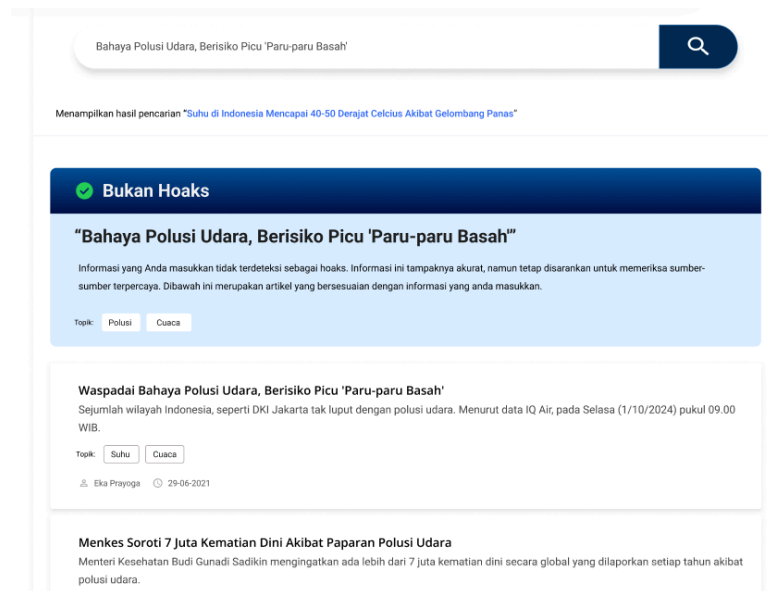 Bahaya Polusi Udara, Berisiko Picu 'Paru-paru Basah'
Menampilkan hasil pencarian “Suhu di Indonesia Mencapai 40-50 Derajat Celcius Akibat Gelombang Panas”
Bukan Hoaks
“Bahaya Polusi Udara, Berisiko Picu 'Paru-paru Basah'”
Informasi yang Anda masukkan tidak terdeteksi sebagai hoaks. Informasi ini tampaknya akurat, namun tetap disarankan untuk memeriksa sumber-
sumber terpercaya. Dibawah ini merupakan artikel yang bersesuaian dengan informasi yang anda masukkan.
Topik: Polusi Cuaca
Waspadai Bahaya Polusi Udara, Berisiko Picu 'Paru-paru Basah'
Sejumlah wilayah Indonesia, seperti DKI Jakarta tak luput dengan polusi udara. Menurut data IQ Air, pada Selasa (1/10/2024) pukul 09.00
WIB.
Topik: Suhu Cuaca
Eka Prayoga 29-06-2021
Menkes Soroti 7 Juta Kematian Dini Akibat Paparan Polusi Udara
Menteri Kesehatan Budi Gunadi Sadikin mengingatkan ada lebih dari 7 juta kematian dini secara global yang dilaporkan setiap tahun akibat
polusi udara.